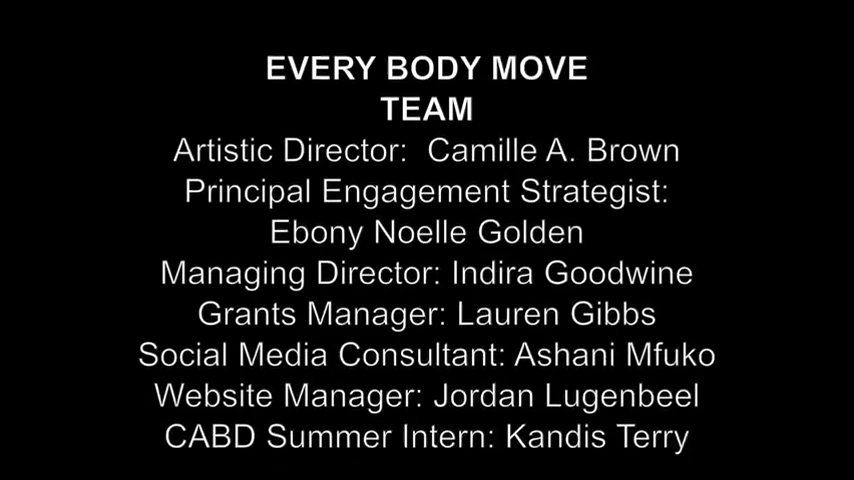 EVERY BODY MOVE
TEAM
Artistic Director:  Camille A. Brown
Principal Engagement Strategist:
Ebony Noelle Golden
Managing Director: Indira Goodwine
Grants Manager: Lauren Gibbs
Social Media Consultant: Ashani Mfuko
Website Manager: Jordan Lugenbeel
CABD Summer Intern: Kandis Terry